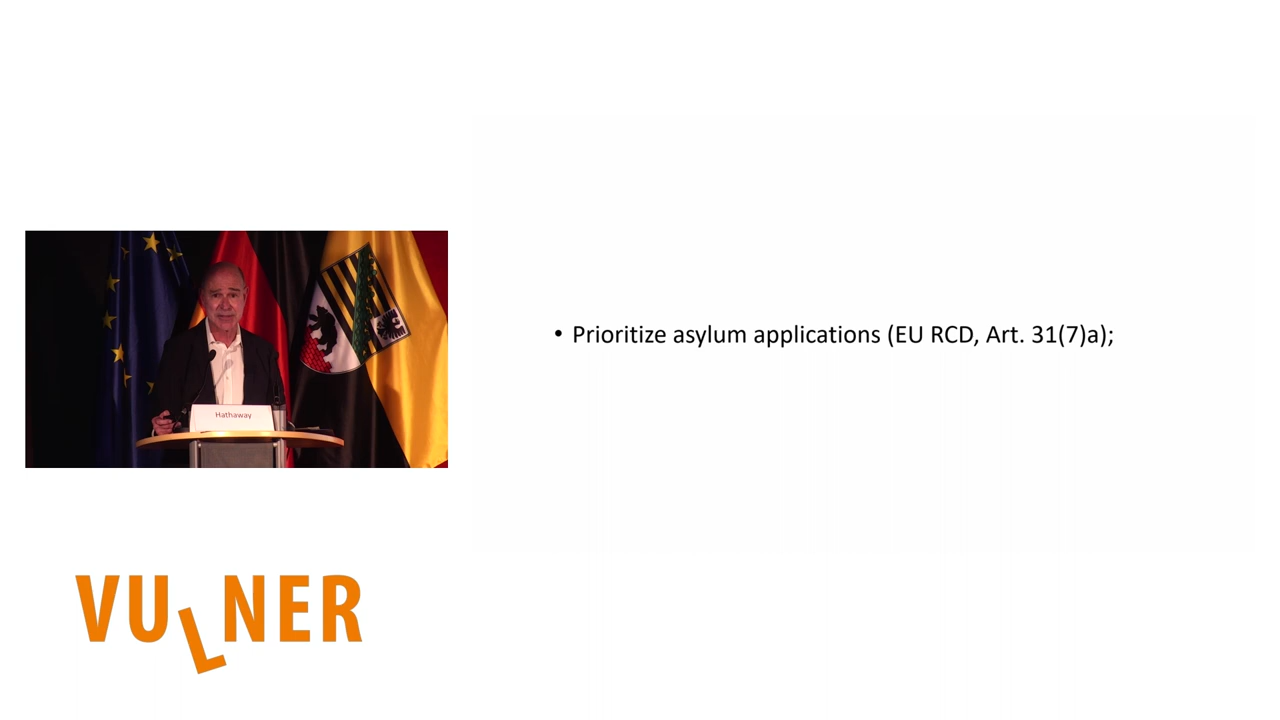 • Prioritize asylum applications (EU RCD, Art. 31(7)a);
Hathaway
VULNER